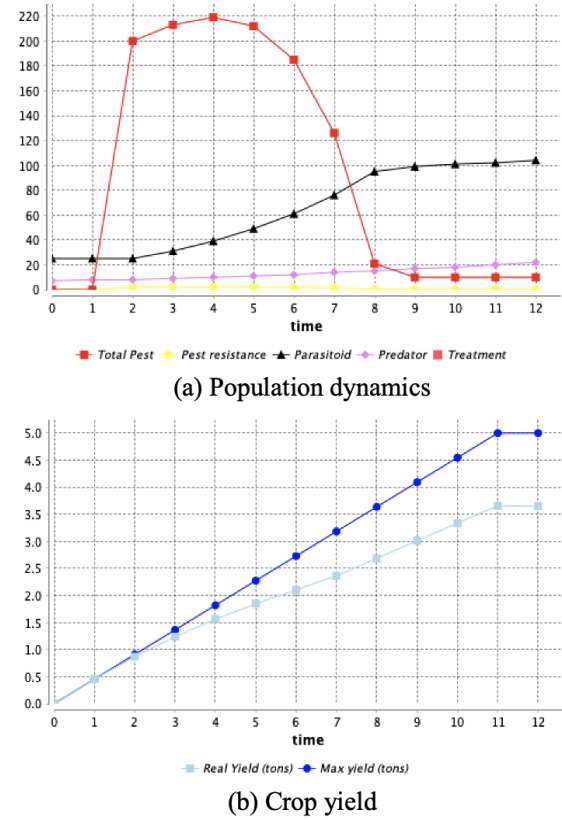 220
200
180
160
140
120
100
80
60
40
20
0
0 1 2 3 4 5 6 7 8 9 10 11 12
time
Total Pest Pest resistance Parasitoid Predator Treatment
(a) Population dynamics
5.0
4.5
4.0
3.5
3.0
2.5
2.0
1.5
1.0
0.5
0.0
0 1 2 3 4 5 6 7 8 9 10 11 12
time
Real Yield (tons) Max yield (tons)
(b) Crop yield